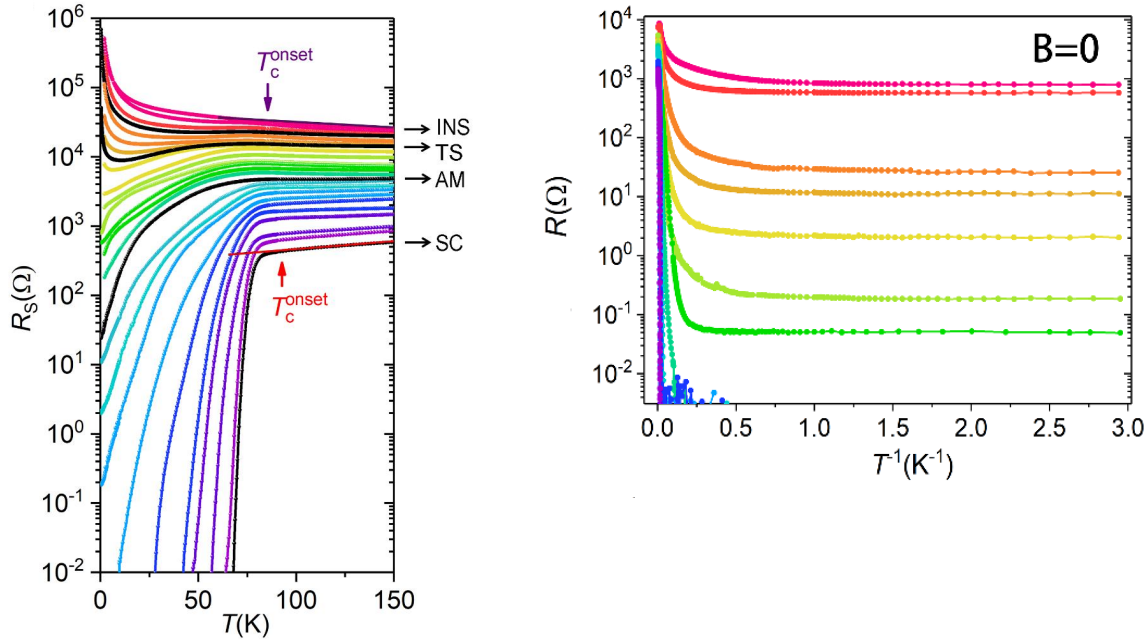 10^6
10^5
10^4
10^3
10^2
10^1
10^0
10^-1
10^-2
R_S(Ω)
T_c^onset
T_c^onset
INS
TS
AM
SC
0 50 100 150
T(K)
B=0
10^4
10^3
10^2
10^1
10^0
10^-1
10^-2
R(Ω)
0.0 0.5 1.0 1.5 2.0 2.5 3.0
T^-1(K^-1)